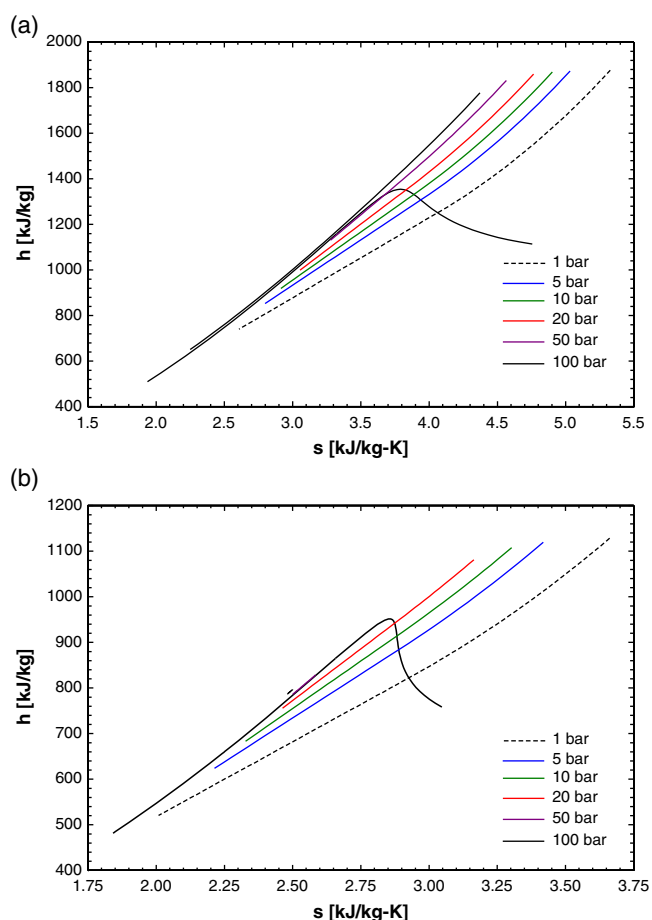 (a)
2000
1800
1600
1400
1200
1000
800
600
400
h [kJ/kg]
1 bar
5 bar
10 bar
20 bar
50 bar
100 bar
1.5 2.0 2.5 3.0 3.5 4.0 4.5 5.0 5.5
s [kJ/kg-K]
(b)
1200
1100
1000
900
800
700
600
500
400
h [kJ/kg]
1 bar
5 bar
10 bar
20 bar
50 bar
100 bar
1.75 2.00 2.25 2.50 2.75 3.00 3.25 3.50 3.75
s [kJ/kg-K]